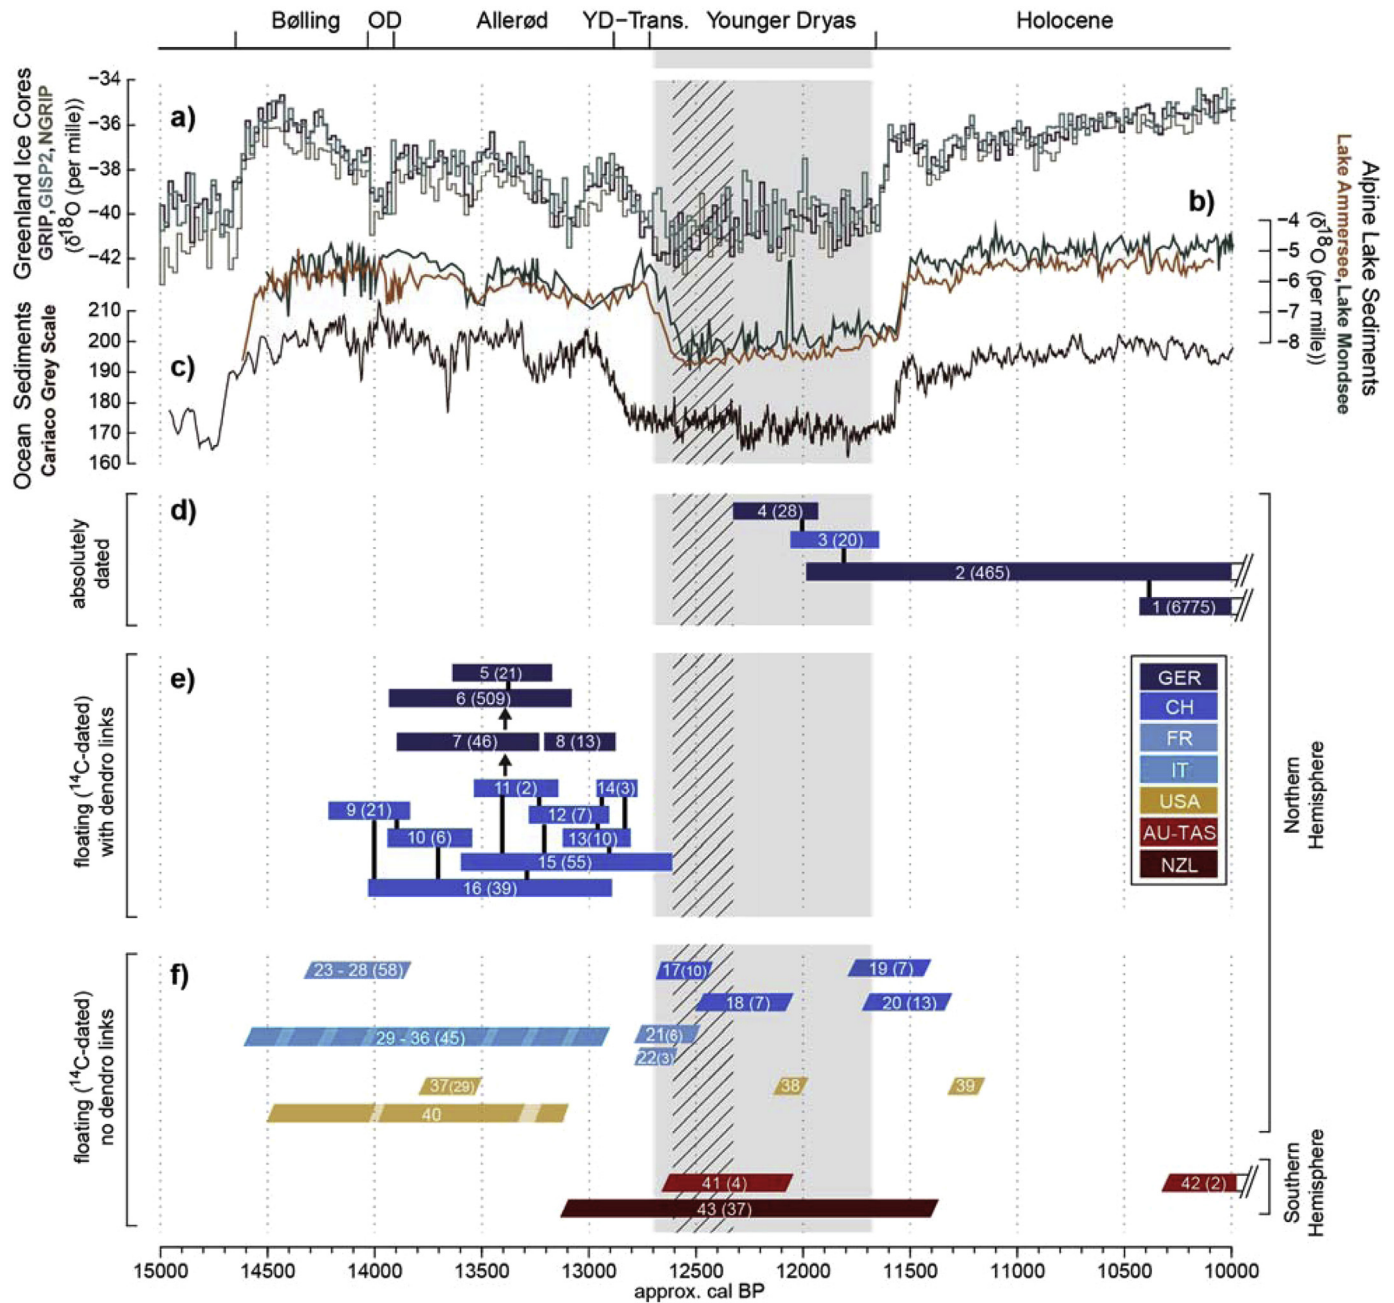 Bølling OD Allerød YD–Trans. Younger Dryas Holocene
Greenland Ice Cores
GRIP,GISP2,NGRIP
(δ18O (per mille))
−34
−36
−38
−40
−42
a)
b)
−4
−5
−6
−7
−8
(δ18O (per mille))
Lake Ammersee, Lake Mondsee
Alpine Lake Sediments
Ocean Sediments
Cariaco Grey Scale
210
200
190
180
170
160
c)
absolutely
dated
d)
4 (28)
3 (20)
2 (465)
1 (6775)
floating (14C-dated)
with dendro links
e)
5 (21)
6 (509)
7 (46) 8 (13)
11 (2) 14(3)
9 (21) 12 (7)
10 (6) 13(10)
15 (55)
16 (39)
GER
CH
FR
IT
USA
AU-TAS
NZL
Northern
Hemisphere
floating (14C-dated)
no dendro links
f)
23 - 28 (58) 17(10) 19 (7)
18 (7) 20 (13)
29 - 36 (45) 21(6)
22(3)
37(29) 38 39
40
41 (4) 42 (2)
43 (37)
Southern
Hemisphere
15000 14500 14000 13500 13000 12500 12000 11500 11000 10500 10000
approx. cal BP